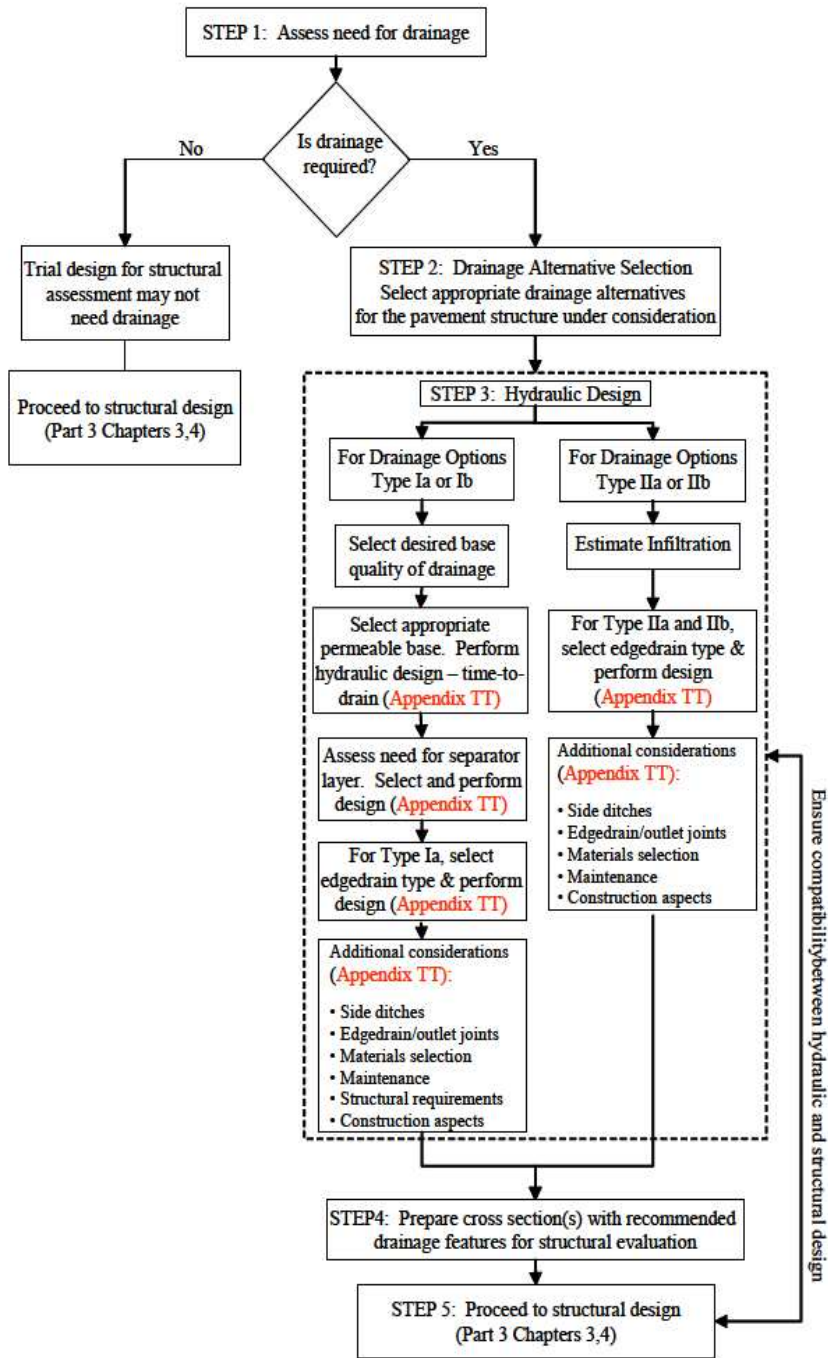 STEP 1: Assess need for drainage
Is drainage
required?
No
Yes
Trial design for structural
assessment may not
need drainage
Proceed to structural design
(Part 3 Chapters 3,4)
STEP 2: Drainage Alternative Selection
Select appropriate drainage alternatives
for the pavement structure under consideration
STEP 3: Hydraulic Design
For Drainage Options
Type Ia or Ib
Select desired base
quality of drainage
Select appropriate
permeable base. Perform
hydraulic design – time-to-
drain (Appendix TT)
Assess need for separator
layer. Select and perform
design (Appendix TT)
For Type Ia, select
edgedrain type & perform
design (Appendix TT)
Additional considerations
(Appendix TT):
• Side ditches
• Edgedrain/outlet joints
• Materials selection
• Maintenance
• Structural requirements
• Construction aspects
For Drainage Options
Type IIa or IIb
Estimate Infiltration
For Type IIa and IIb,
select edgedrain type &
perform design
(Appendix TT)
Additional considerations
(Appendix TT):
• Side ditches
• Edgedrain/outlet joints
• Materials selection
• Maintenance
• Construction aspects
Ensure compatibilitybetween hydraulic and structural design
STEP4: Prepare cross section(s) with recommended
drainage features for structural evaluation
STEP 5: Proceed to structural design
(Part 3 Chapters 3,4)